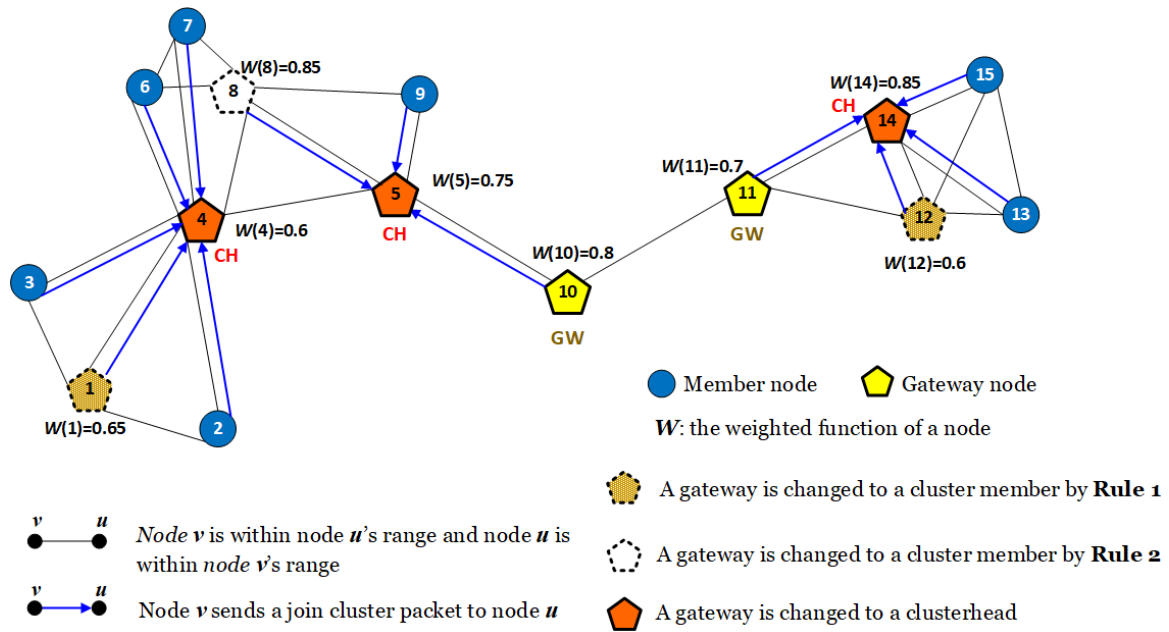 7
W(8)=0.85
6
8
9
W(5)=0.75
5
CH
4
W(4)=0.6
CH
3
1
W(1)=0.65
2
W(10)=0.8
10
GW
W(14)=0.85
CH
15
14
W(11)=0.7
11
GW
12
13
W(12)=0.6
Member node
Gateway node
W: the weighted function of a node
A gateway is changed to a cluster member by Rule 1
A gateway is changed to a cluster member by Rule 2
A gateway is changed to a clusterhead
v u
Node v is within node u's range and node u is
within node v's range
v u
Node v sends a join cluster packet to node u